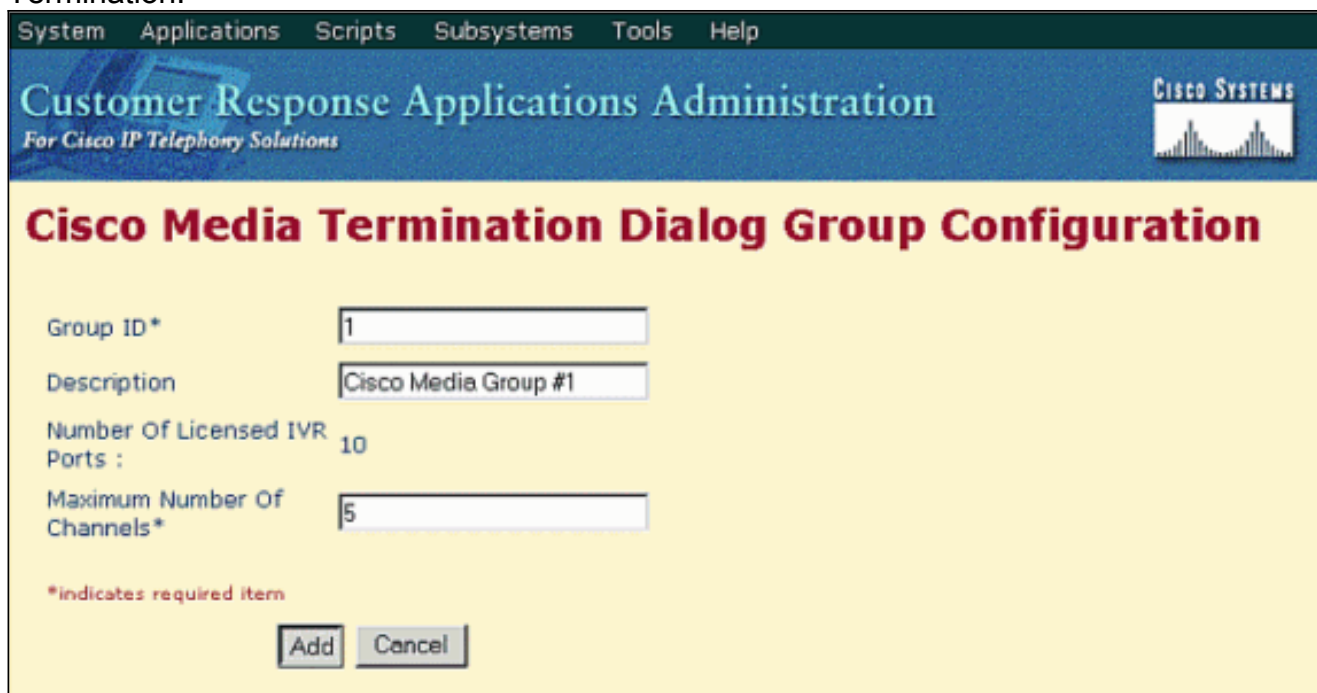 Termination.
System Applications Scripts Subsystems Tools Help
Customer Response Applications Administration
For Cisco IP Telephony Solutions
CISCO SYSTEMS
Cisco Media Termination Dialog Group Configuration
Group ID* 1
Description Cisco Media Group #1
Number Of Licensed IVR
Ports : 10
Maximum Number Of
Channels* 5
*indicates required item
Add Cancel